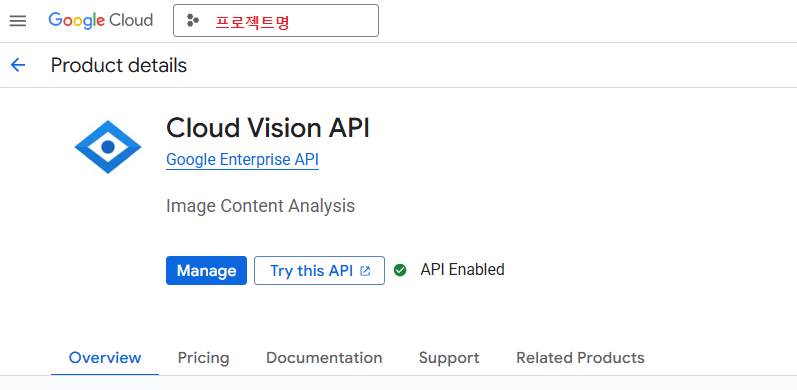 Google Cloud
프로젝트명
Product details
Cloud Vision API
Google Enterprise API
Image Content Analysis
Manage
Try this API
API Enabled
Overview Pricing Documentation Support Related Products